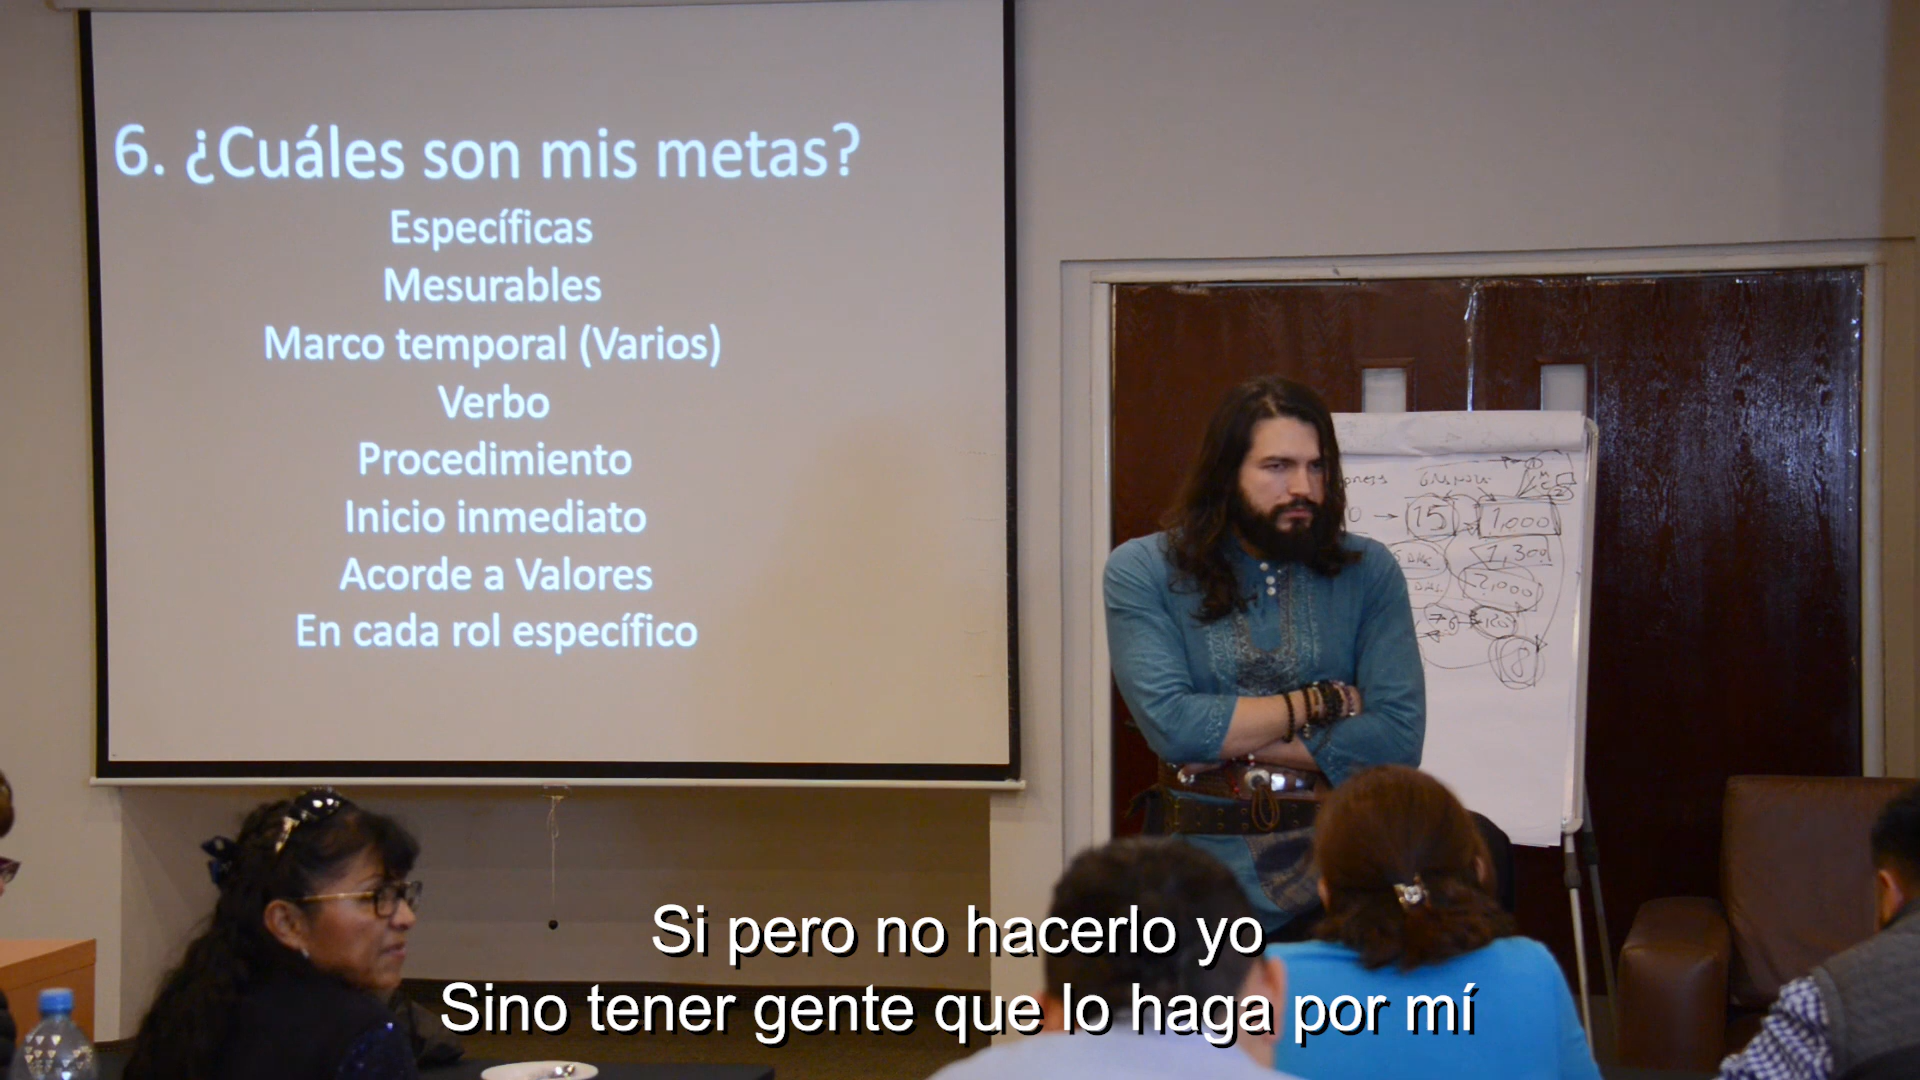 6. ¿Cuáles son mis metas?
Específicas
Mesurables
Marco temporal (Varios)
Verbo
Procedimiento
Inicio inmediato
Acorde a Valores
En cada rol específico
15
1,000
1,300
2,000
8
Si pero no hacerlo yo
Sino tener gente que lo haga por mí